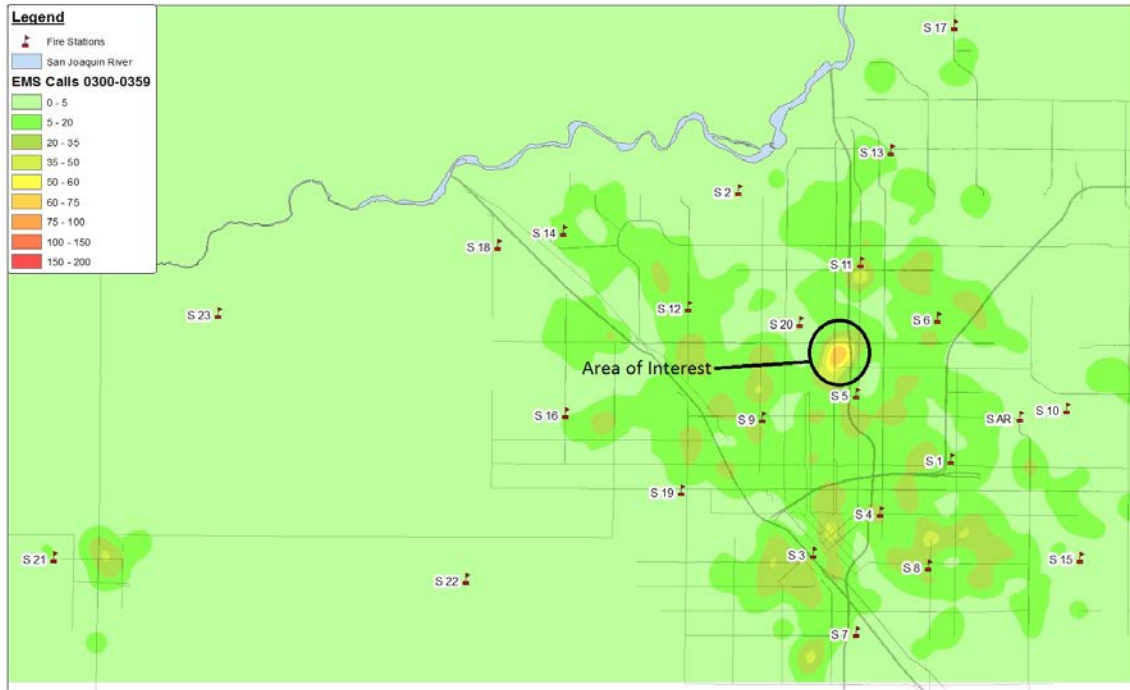 Legend
Fire Stations
San Joaquin River
EMS Calls 0300-0359
0 - 5
5 - 20
20 - 35
35 - 50
50 - 60
60 - 75
75 - 100
100 - 150
150 - 200
S 17
S 13
S 2
S 14
S 18
S 11
S 12
S 23
S 20
S 6
Area of Interest
S 5
S 16
S 9
S AR
S 10
S 1
S 19
S 4
S 3
S 21
S 8
S 15
S 22
S 7